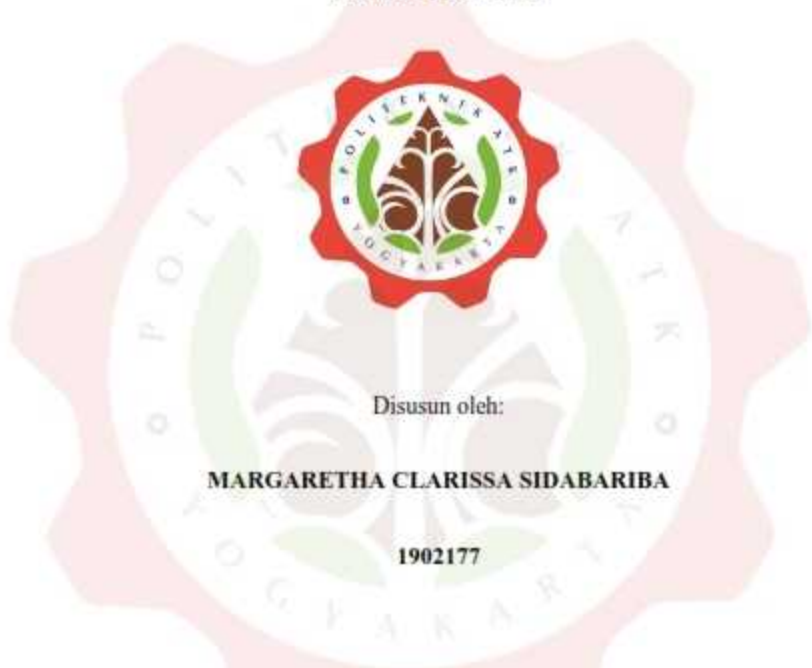 POLITEKNIK ATK
YOGYAKARTA
Disusun oleh:
MARGARETHA CLARISSA SIDABARIBA
1902177